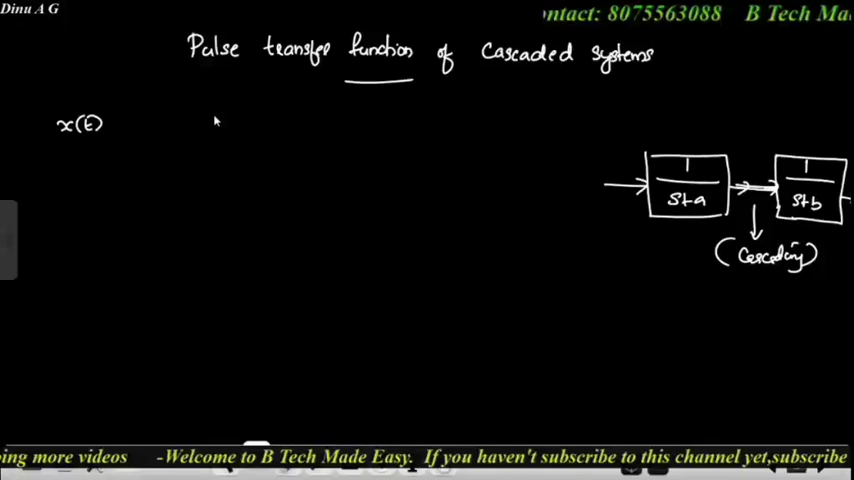 Dinu A G
ntact: 8075563088 B Tech Ma
Pulse transfer function of Cascaded systems
x(t)
1
s+a
1
s+b
(Cascading)
ing more videos -Welcome to B Tech Made Easy. If you haven't subscribe to this channel yet,subscribe